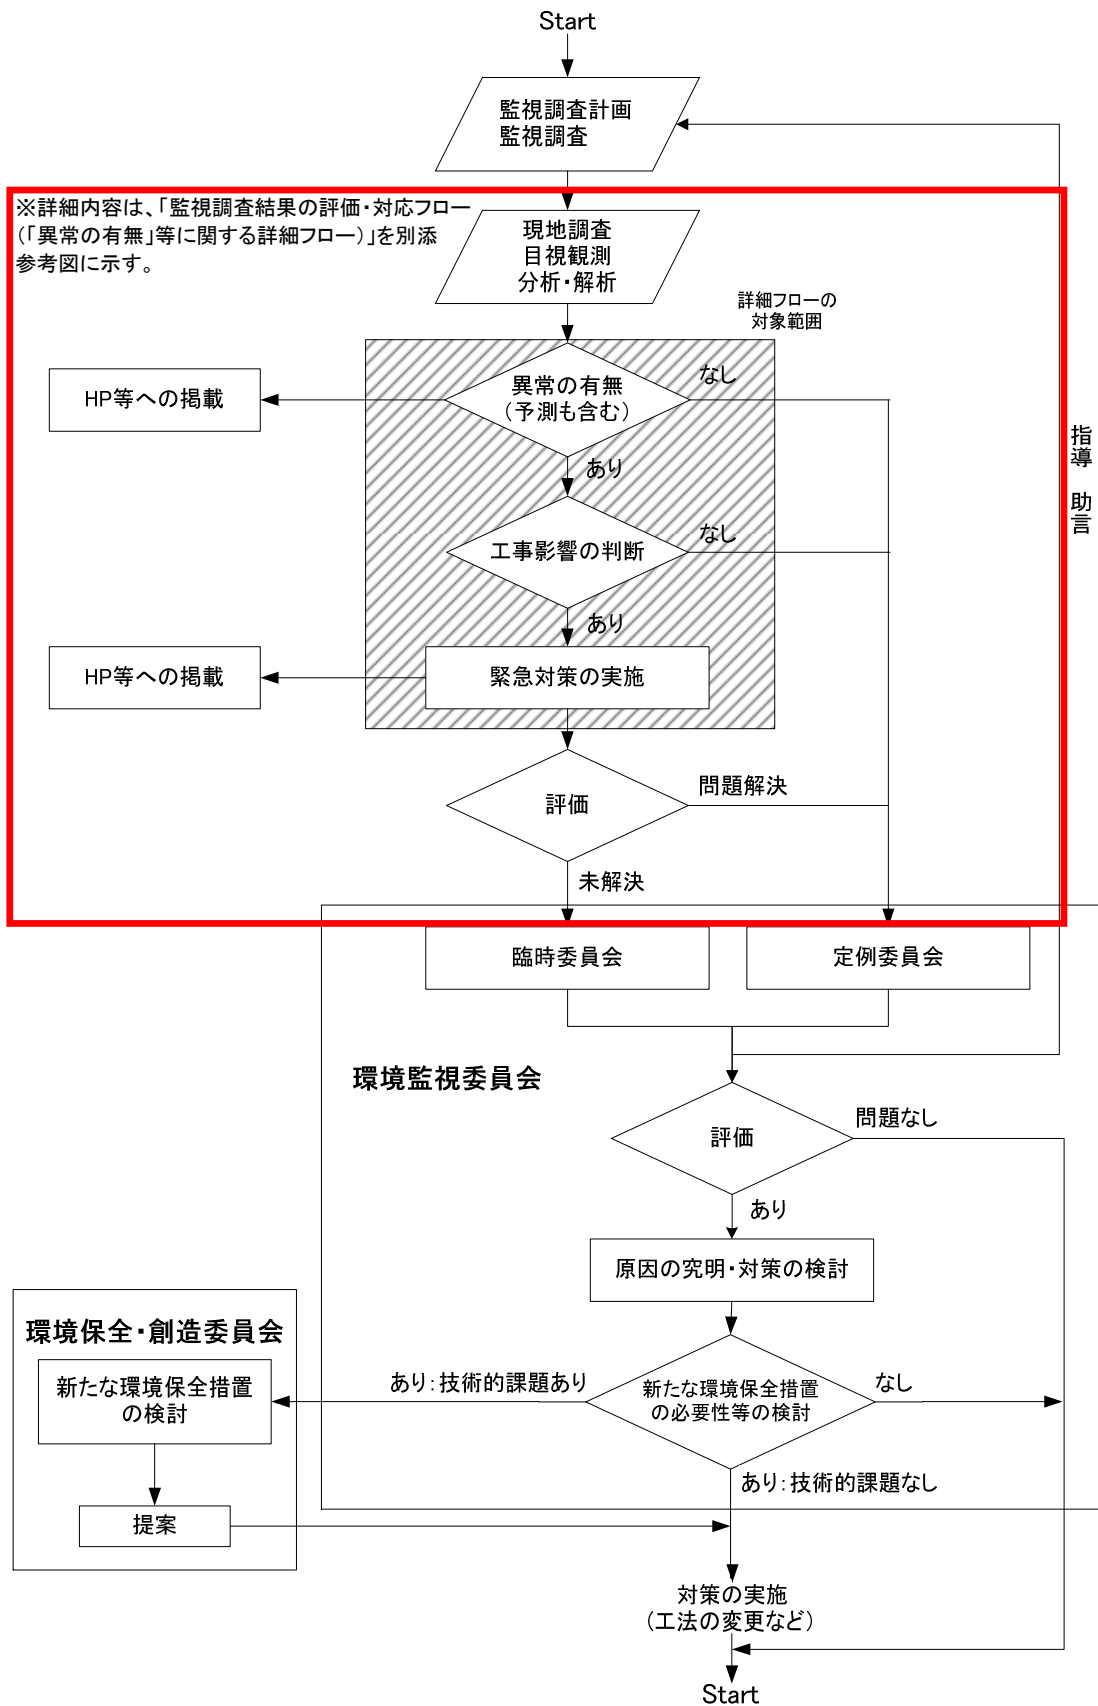 Start
監視調査計画
監視調査
※詳細内容は、「監視調査結果の評価・対応フロー
(「異常の有無」等に関する詳細フロー)」を別添
参考図に示す。
現地調査
目視観測
分析・解析
詳細フローの
対象範囲
HP等への掲載
異常の有無
(予測も含む)
なし
あり
指導 助言
工事影響の判断
なし
あり
HP等への掲載
緊急対策の実施
評価
問題解決
未解決
臨時委員会
定例委員会
環境監視委員会
評価
問題なし
あり
原因の究明・対策の検討
環境保全・創造委員会
新たな環境保全措置
の検討
あり:技術的課題あり
新たな環境保全措置
の必要性等の検討
なし
あり:技術的課題なし
提案
対策の実施
(工法の変更など)
Start